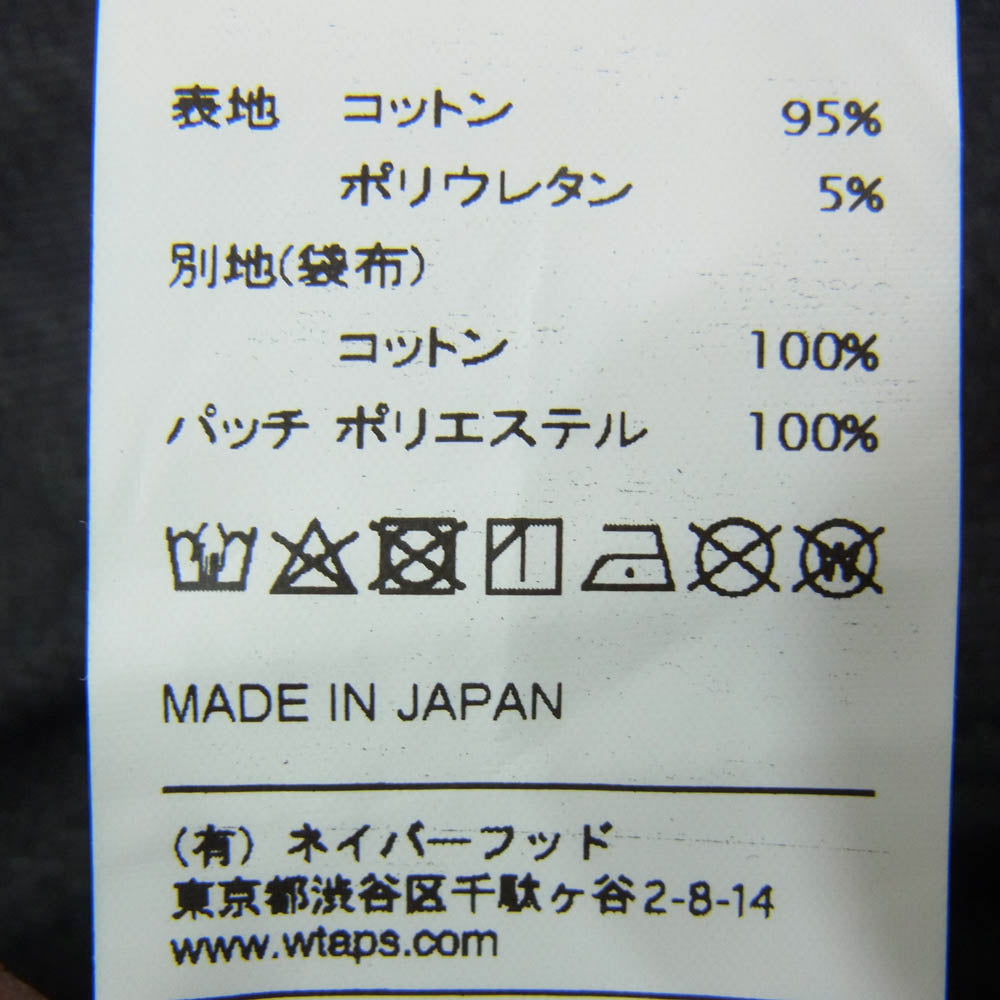 表地 コットン 95%
ポリウレタン 5%
別地(袋布)
コットン 100%
パッチ ポリエステル 100%
W
MADE IN JAPAN
(有) ネイバーフッド
東京都渋谷区千駄ヶ谷2-8-14
www.wtaps.com